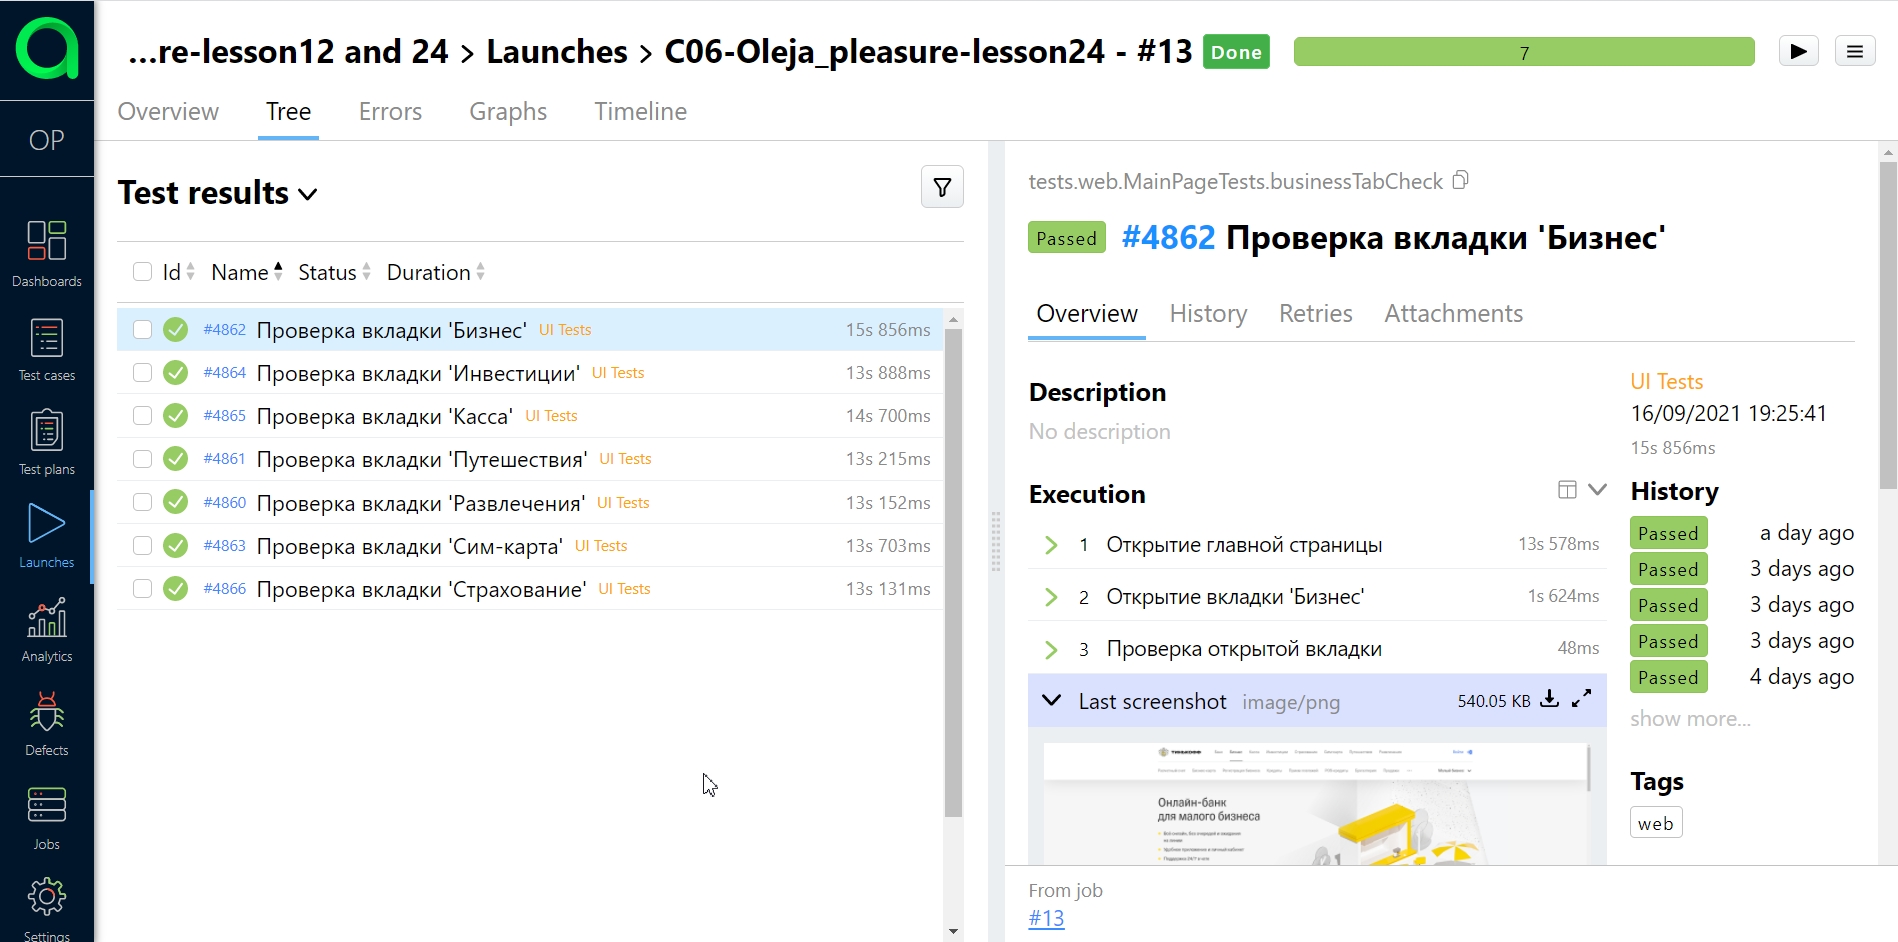 ...re-lesson12 and 24 > Launches > C06-Oleja_pleasure-lesson24 - #13 Done 7
Overview Tree Errors Graphs Timeline
OP
Dashboards
Test cases
Test plans
Launches
Analytics
Defects
Jobs
Settings
Test results
Id Name Status Duration
#4862 Проверка вкладки 'Бизнес' UI Tests 15s 856ms
#4864 Проверка вкладки 'Инвестиции' UI Tests 13s 888ms
#4865 Проверка вкладки 'Касса' UI Tests 14s 700ms
#4861 Проверка вкладки 'Путешествия' UI Tests 13s 215ms
#4860 Проверка вкладки 'Развлечения' UI Tests 13s 152ms
#4863 Проверка вкладки 'Сим-карта' UI Tests 13s 703ms
#4866 Проверка вкладки 'Страхование' UI Tests 13s 131ms
tests.web.MainPageTests.businessTabCheck
Passed #4862 Проверка вкладки 'Бизнес'
Overview History Retries Attachments
Description
No description
Execution
1 Открытие главной страницы 13s 578ms
2 Открытие вкладки 'Бизнес' 1s 624ms
3 Проверка открытой вкладки 48ms
Last screenshot image/png 540.05 KB
Онлайн-банк
для малого бизнеса
UI Tests
16/09/2021 19:25:41
15s 856ms
History
Passed a day ago
Passed 3 days ago
Passed 3 days ago
Passed 3 days ago
Passed 4 days ago
show more...
Tags
web
From job
#13